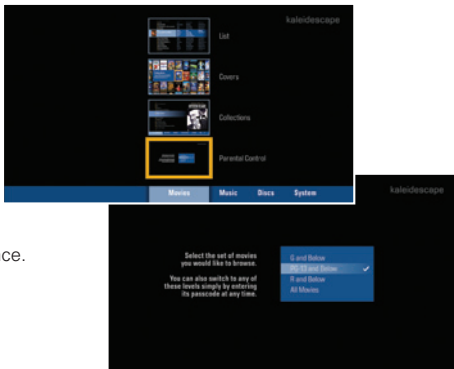 kaleidescape
List
Covers
Collections
Parental Control
Movies Music Discs System
kaleidescape
nce.
Select the set of movies
you would like to browse.
You can also switch to any of
these levels simply by entering
its passcode at any time.
G and Below
PG-13 and Below
R and Below
All Movies